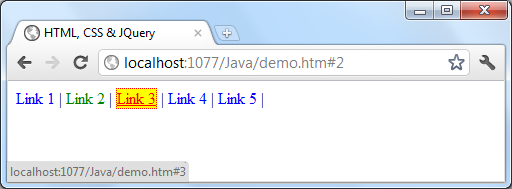 HTML, CSS & JQuery
localhost:1077/Java/demo.htm#2
Link 1 | Link 2 | Link 3 | Link 4 | Link 5 |
localhost:1077/Java/demo.htm#3